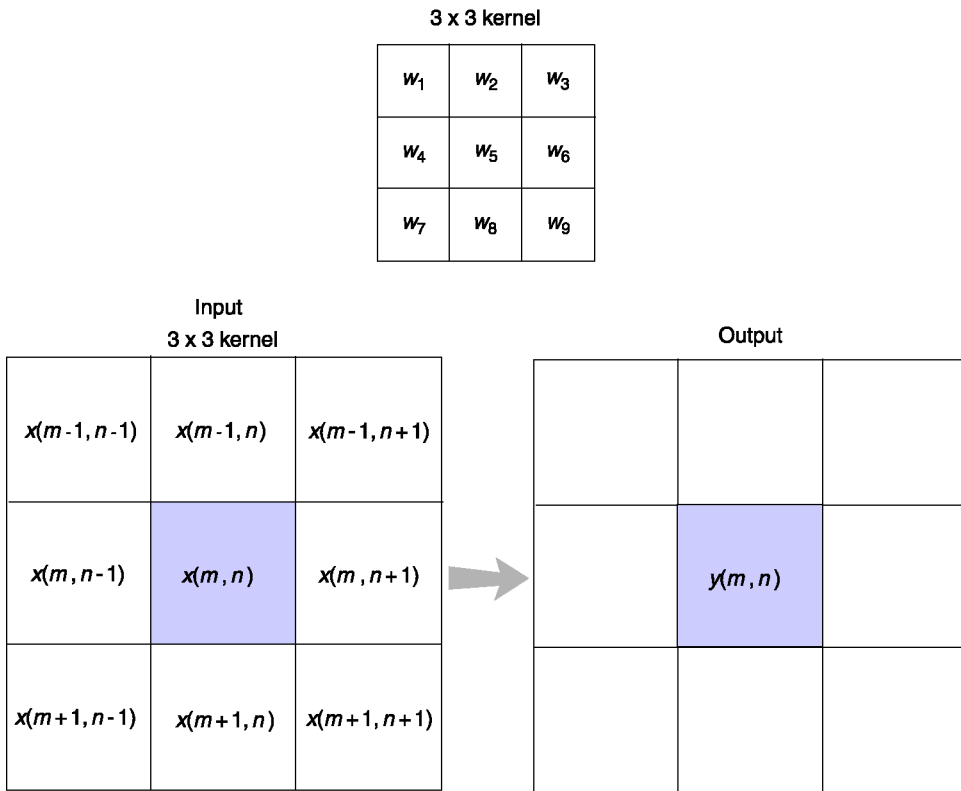 3 x 3 kernel
w1 w2 w3
w4 w5 w6
w7 w8 w9
Input
3 x 3 kernel
Output
x(m-1, n-1) x(m-1, n) x(m-1, n+1)
x(m, n-1) x(m, n) x(m, n+1)
y(m, n)
x(m+1, n-1) x(m+1, n) x(m+1, n+1)